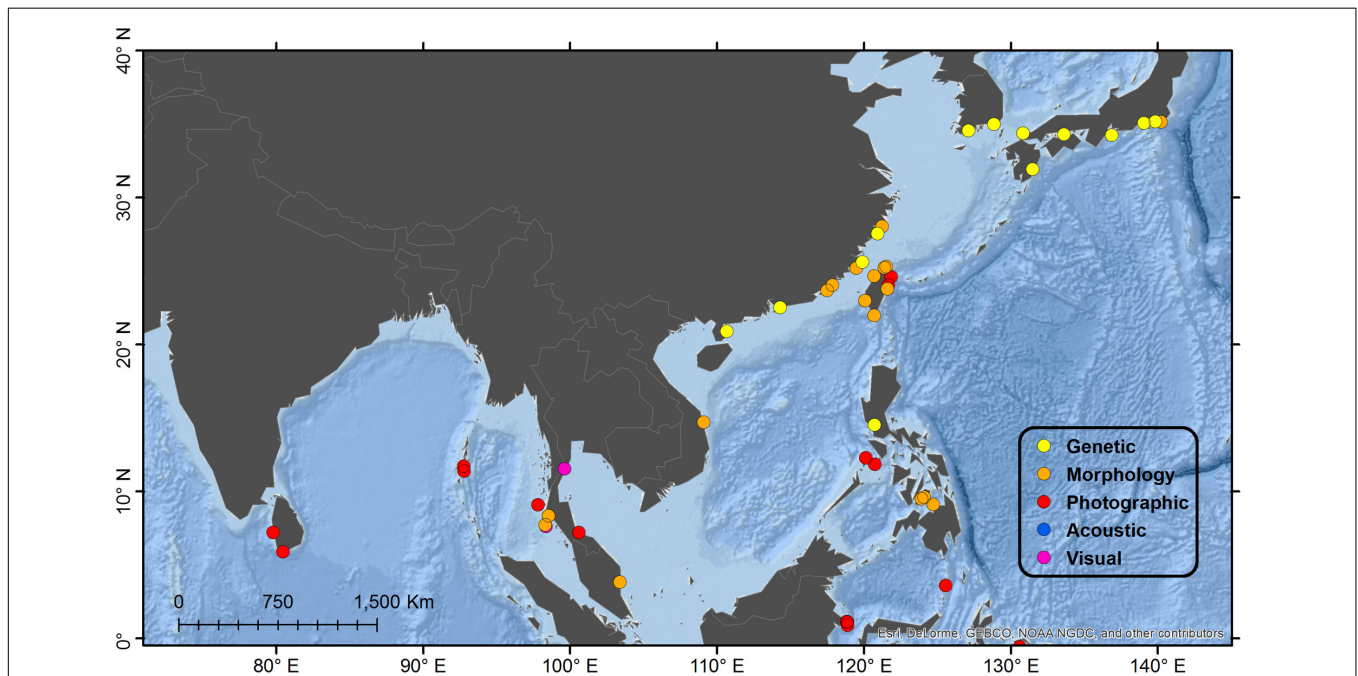 40° N
30° N
20° N
10° N
0°
Genetic
Morphology
Photographic
Acoustic
Visual
0 750 1,500 Km
Esri, DeLorme, GEBCO, NOAA NGDC, and other contributors
80° E 90° E 100° E 110° E 120° E 130° E 140° E